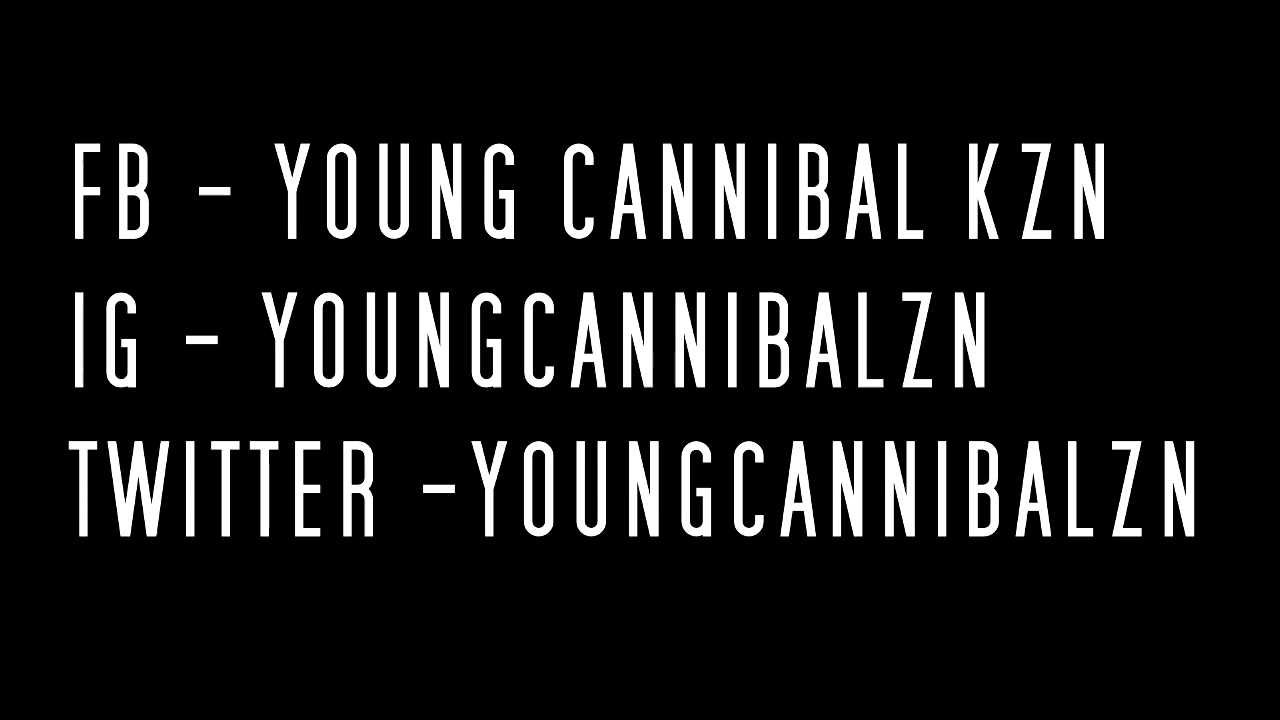 FB - YOUNG CANNIBAL KZN
IG - YOUNGCANNIBALZN
TWITTER -YOUNGCANNIBALZN